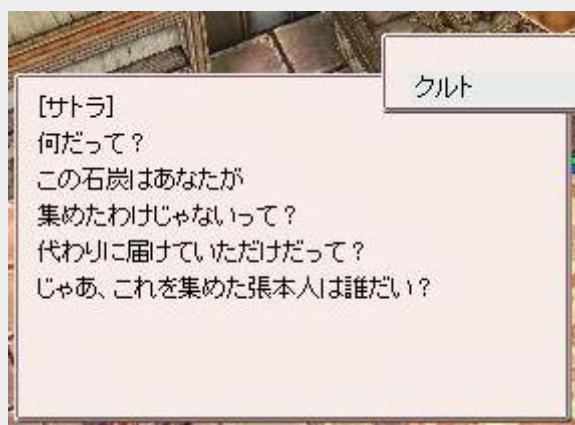 クルト
[サトラ]
何だって？
この石炭はあなたが
集めたわけじゃないって？
代わりに届けていただけだって？
じゃあ、これを集めた張本人は誰だい？